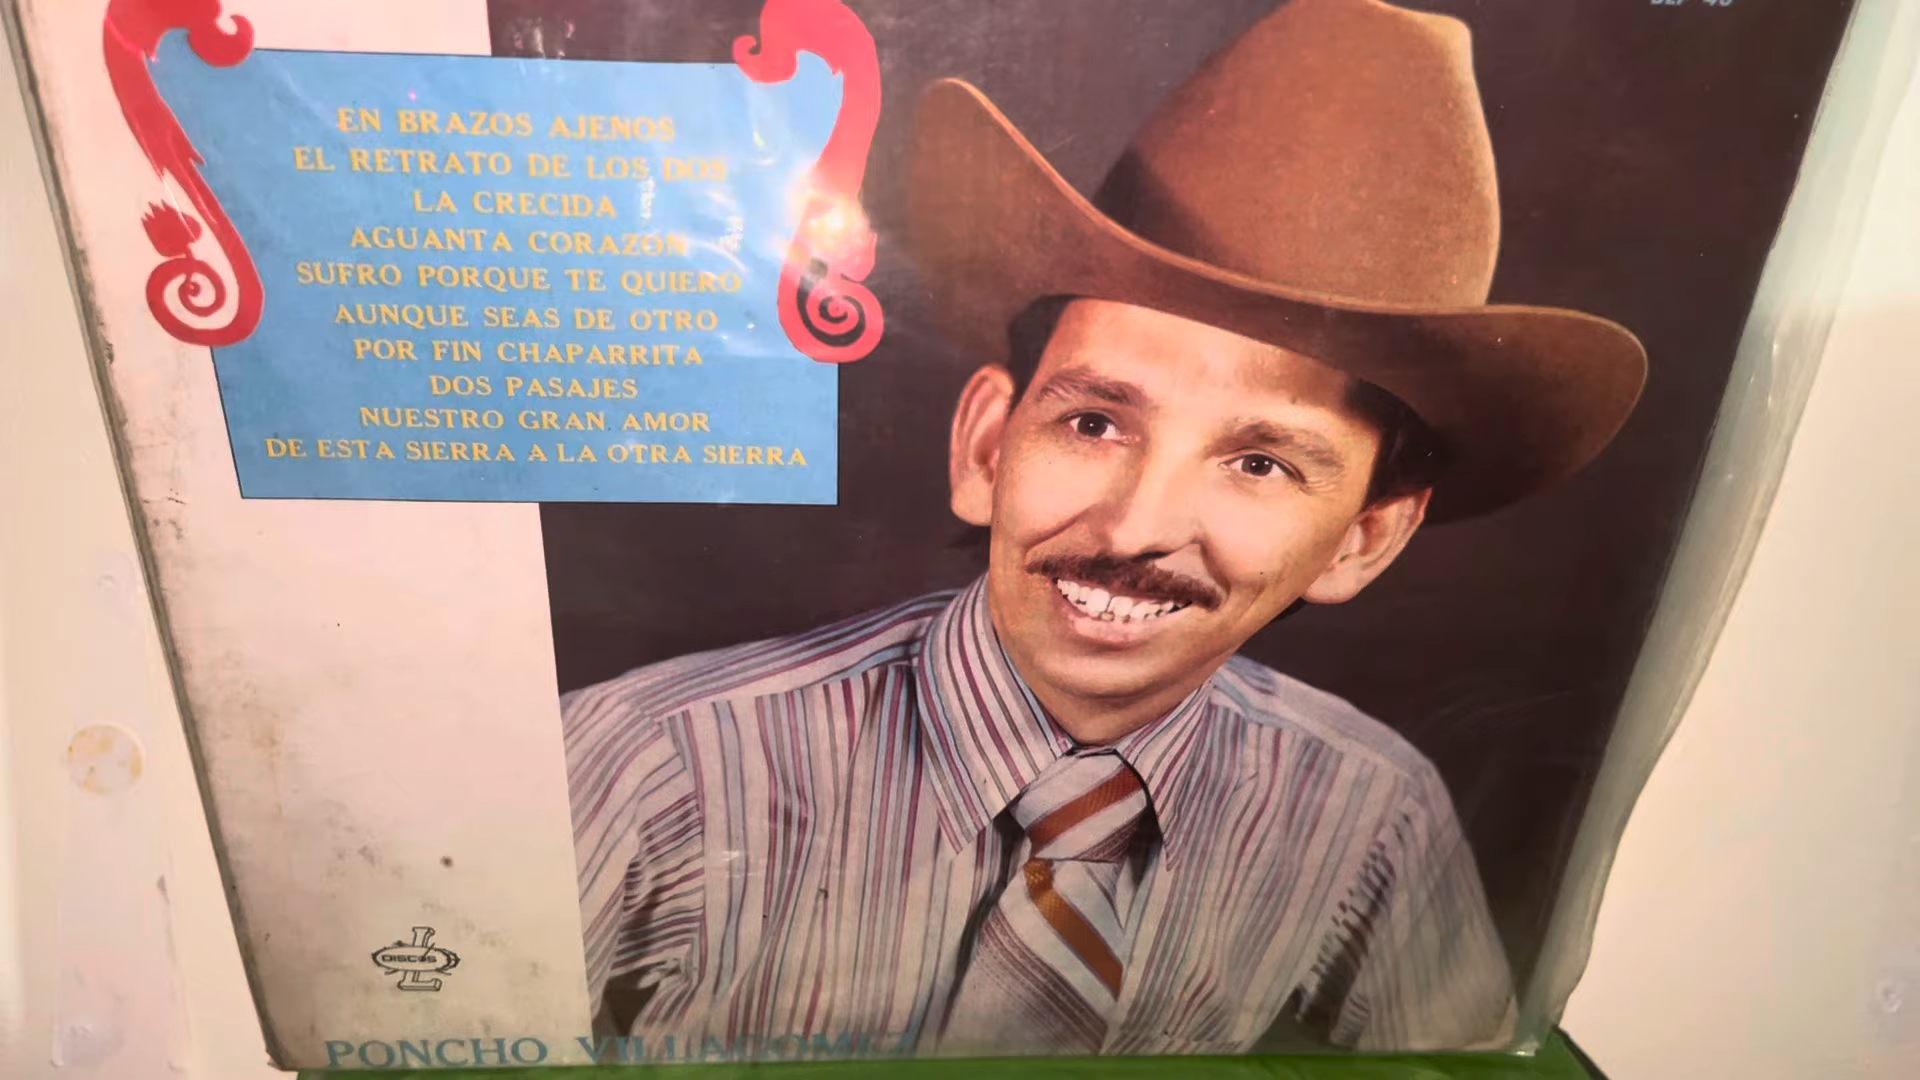 EN BRAZOS AJENOS
EL RETRATO DE LOS DOS
LA CRECIDA
AGUANTA CORAZON
SUFRO PORQUE TE QUIERO
AUNQUE SEAS DE OTRO
POR FIN CHAPARRITA
DOS PASAJES
NUESTRO GRAN AMOR
DE ESTA SIERRA A LA OTRA SIERRA
DISCOS
PONCHO VILLAGOMEZ